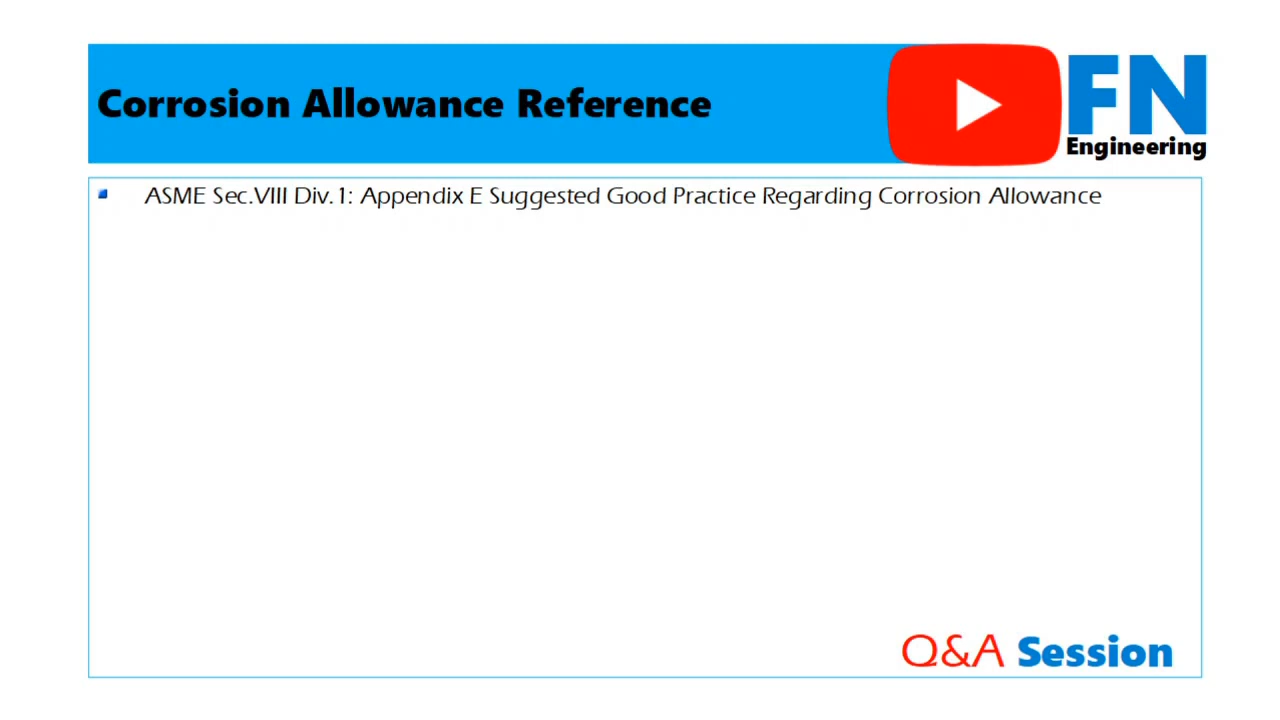 Corrosion Allowance Reference
FN
Engineering
ASME Sec.VIII Div.1: Appendix E Suggested Good Practice Regarding Corrosion Allowance
Q&A Session